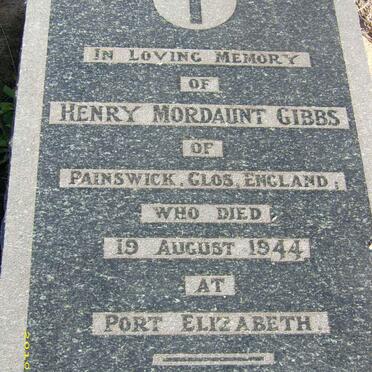 IN LOVING MEMORY
OF
HENRY MORDAUNT GIBBS
OF
PAINSWICK, GLOS, ENGLAND;
WHO DIED
19 AUGUST 1944
AT
PORT ELIZABETH.